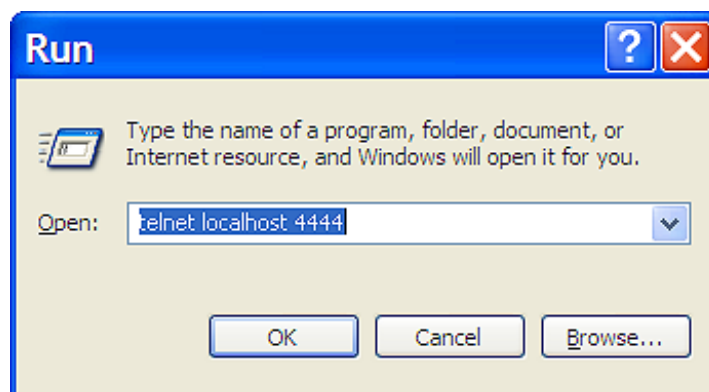 Run
Type the name of a program, folder, document, or
Internet resource, and Windows will open it for you.
Open: telnet localhost 4444
OK Cancel Browse...